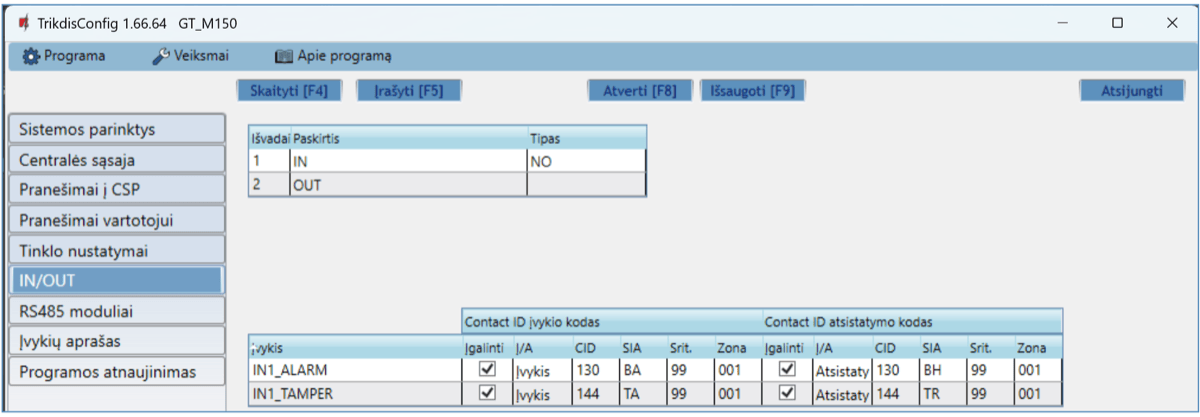 TrikdisConfig 1.66.64 GT_M150
Programa Veiksmai Apie programą
Skaityti [F4] Įrašyti [F5] Atverti [F8] Išsaugoti [F9] Atsijungti
Sistemos parinktys
Centralės sąsaja
Pranešimai į CSP
Pranešimai vartotojui
Tinklo nustatymai
IN/OUT
RS485 moduliai
Įvykių aprašas
Programos atnaujinimas
Išvadai Paskirtis Tipas
1 IN NO
2 OUT
Contact ID įvykio kodas Contact ID atsistatymo kodas
Įvykis Įgalinti Į/A CID SIA Srit. Zona Įgalinti Į/A CID SIA Srit. Zona
IN1_ALARM Įvykis 130 BA 99 001 Atsistaty 130 BH 99 001
IN1_TAMPER Įvykis 144 TA 99 001 Atsistaty 144 TR 99 001